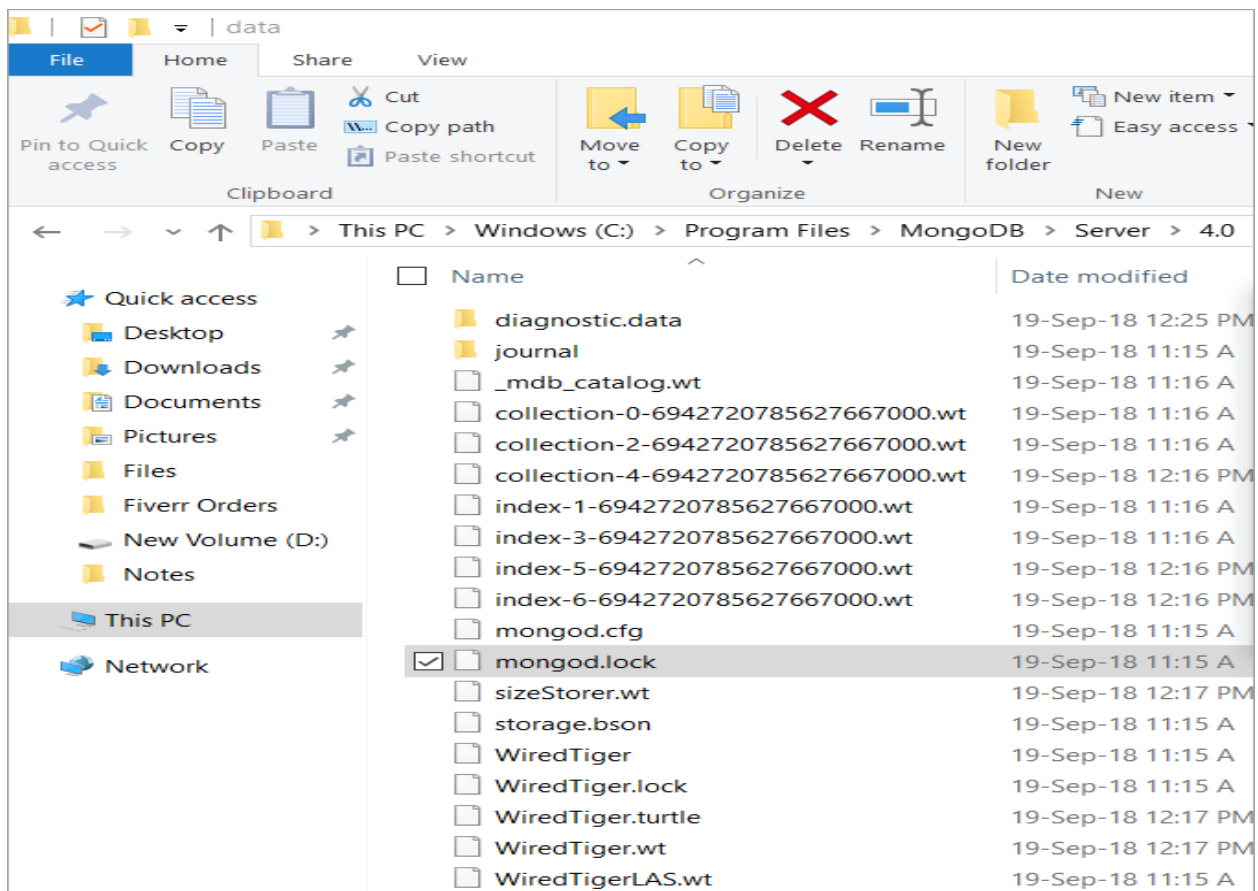 data
File Home Share View
Pin to Quick access
Copy
Paste
Cut
W... Copy path
Paste shortcut
Clipboard
Move to
Copy to
Delete
Rename
Organize
New folder
New item
Easy access
New
This PC > Windows (C:) > Program Files > MongoDB > Server > 4.0
Name Date modified
Quick access
Desktop
Downloads
Documents
Pictures
Files
Fiverr Orders
New Volume (D:)
Notes
This PC
Network
diagnostic.data 19-Sep-18 12:25 PM
journal 19-Sep-18 11:15 A
_mdb_catalog.wt 19-Sep-18 11:16 A
collection-0-6942720785627667000.wt 19-Sep-18 11:16 A
collection-2-6942720785627667000.wt 19-Sep-18 11:16 A
collection-4-6942720785627667000.wt 19-Sep-18 12:16 PM
index-1-6942720785627667000.wt 19-Sep-18 11:16 A
index-3-6942720785627667000.wt 19-Sep-18 11:16 A
index-5-6942720785627667000.wt 19-Sep-18 12:16 PM
index-6-6942720785627667000.wt 19-Sep-18 12:16 PM
mongod.cfg 19-Sep-18 11:15 A
mongod.lock 19-Sep-18 11:15 A
sizeStorer.wt 19-Sep-18 12:17 PM
storage.bson 19-Sep-18 11:15 A
WiredTiger 19-Sep-18 11:15 A
WiredTiger.lock 19-Sep-18 11:15 A
WiredTiger.turtle 19-Sep-18 12:17 PM
WiredTiger.wt 19-Sep-18 12:17 PM
WiredTigerLAS.wt 19-Sep-18 11:15 A